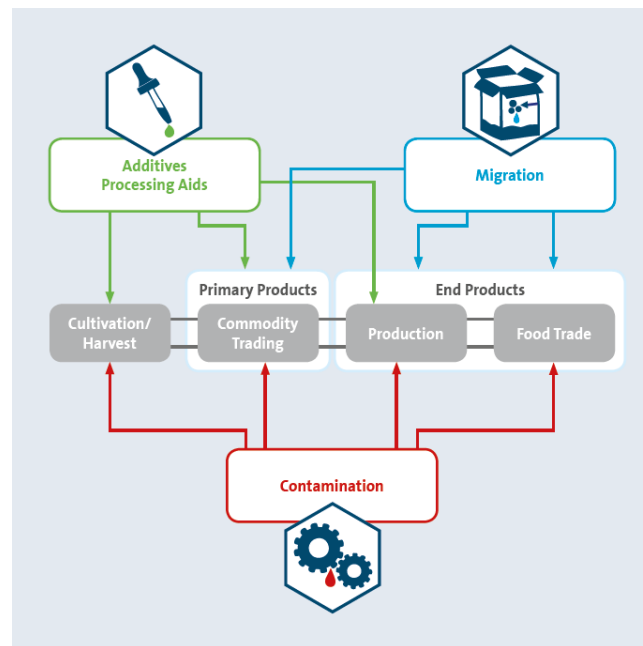 Additives
Processing Aids
Migration
Primary Products
End Products
Cultivation/
Harvest
Commodity
Trading
Production
Food Trade
Contamination